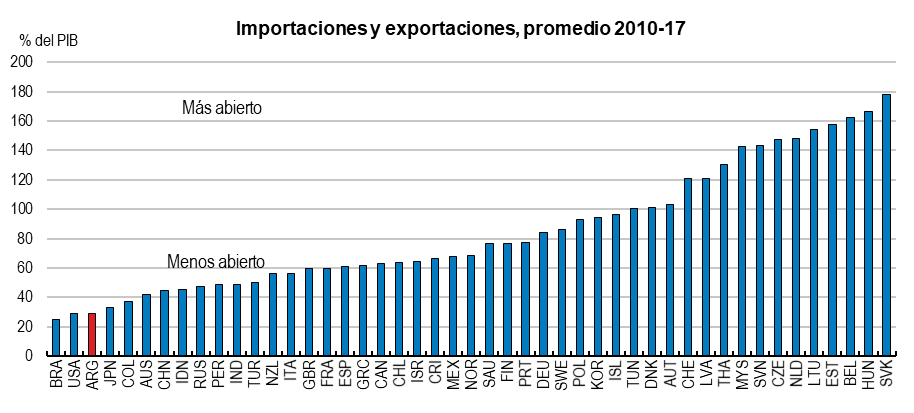 Importaciones y exportaciones, promedio 2010-17
% del PIB
200
180
160
140
120
100
80
60
40
20
0
Más abierto
Menos abierto
BRA
USA
ARG
JPN
COL
AUS
CHN
IDN
RUS
PER
IND
TUR
NZL
ITA
GBR
FRA
ESP
GRC
CAN
CHL
ISR
CRI
MEX
NOR
SAU
FIN
PRT
DEU
SWE
POL
KOR
ISL
TUN
DNK
AUT
CHE
LVA
THA
MYS
SVN
CZE
NLD
LTU
EST
BEL
HUN
SVK